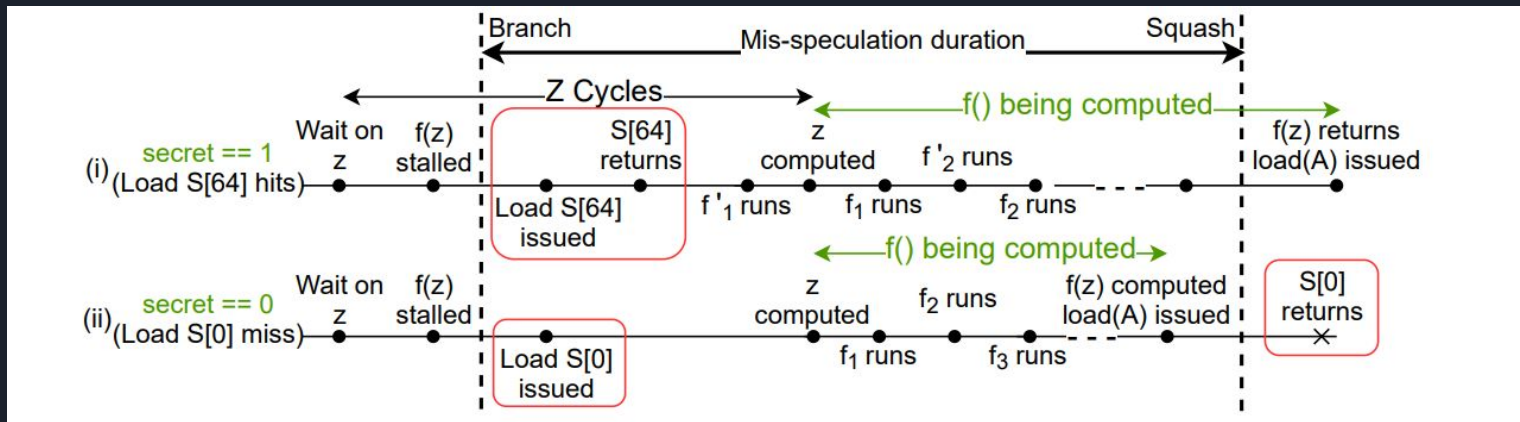 Branch
Mis-speculation duration
Squash
Z Cycles
f() being computed
(i)
secret == 1
(Load S[64] hits)
Wait on
z
f(z)
stalled
Load S[64]
issued
S[64]
returns
f '1 runs
z
computed
f1 runs
f '2 runs
f2 runs
f(z) returns
load(A) issued
f() being computed
(ii)
secret == 0
(Load S[0] miss)
Wait on
z
f(z)
stalled
Load S[0]
issued
z
computed
f1 runs
f2 runs
f3 runs
f(z) computed
load(A) issued
S[0]
returns